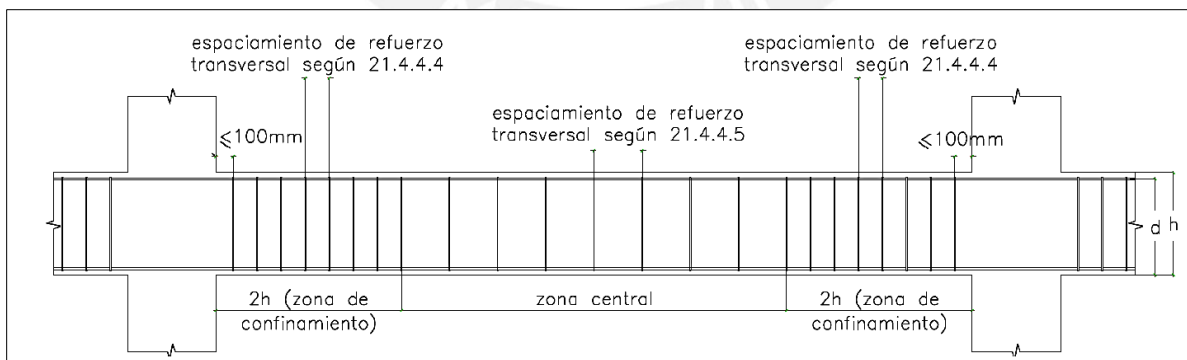 espaciamiento de refuerzo
transversal según 21.4.4.4
espaciamiento de refuerzo
transversal según 21.4.4.4
espaciamiento de refuerzo
transversal según 21.4.4.5
≤100mm
≤100mm
d
h
2h (zona de
confinamiento)
zona central
2h (zona de
confinamiento)